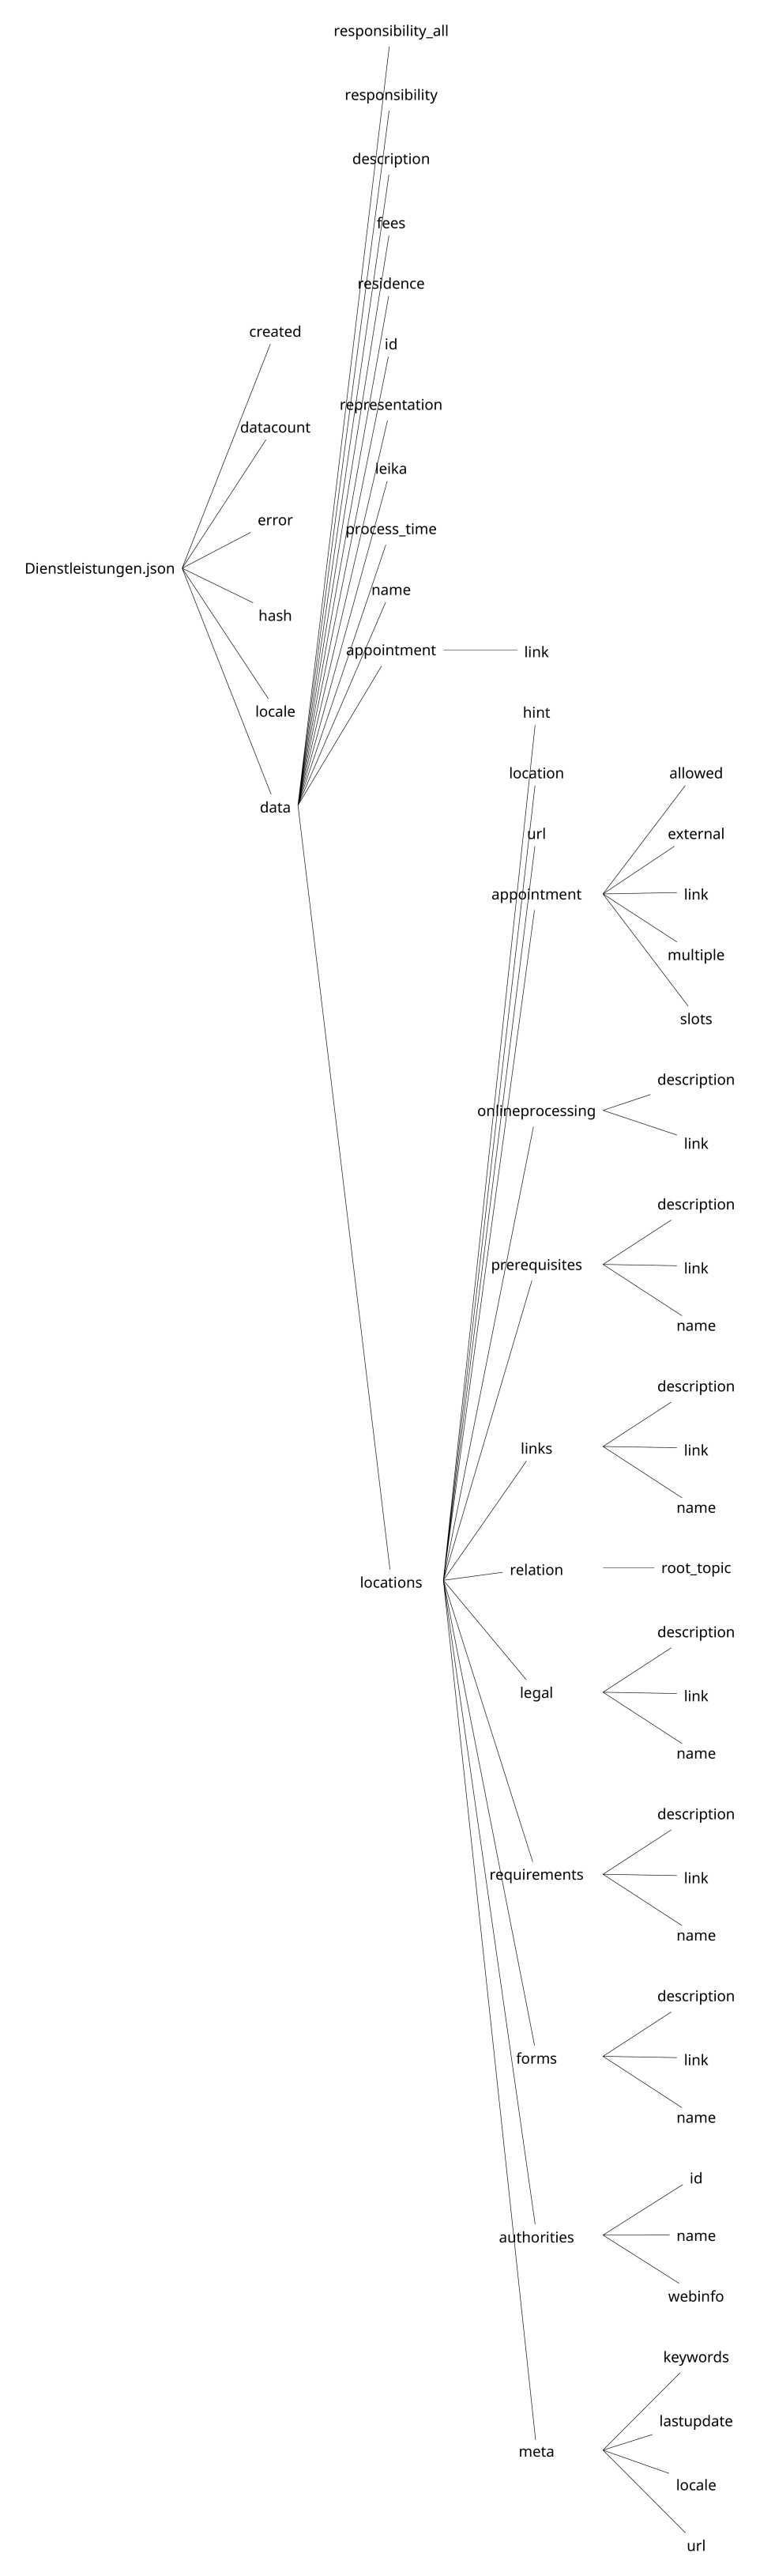 responsibility_all
responsibility
description
fees
residence
created
id
representation
datacount
leika
error
process_time
Dienstleistungen.json
name
hash
appointment
link
locale
hint
location
allowed
data
url
external
appointment
link
multiple
slots
description
onlineprocessing
link
description
prerequisites
link
name
description
links
link
name
relation
root_topic
locations
description
legal
link
name
description
requirements
link
name
description
forms
link
name
id
authorities
name
webinfo
keywords
lastupdate
meta
locale
url